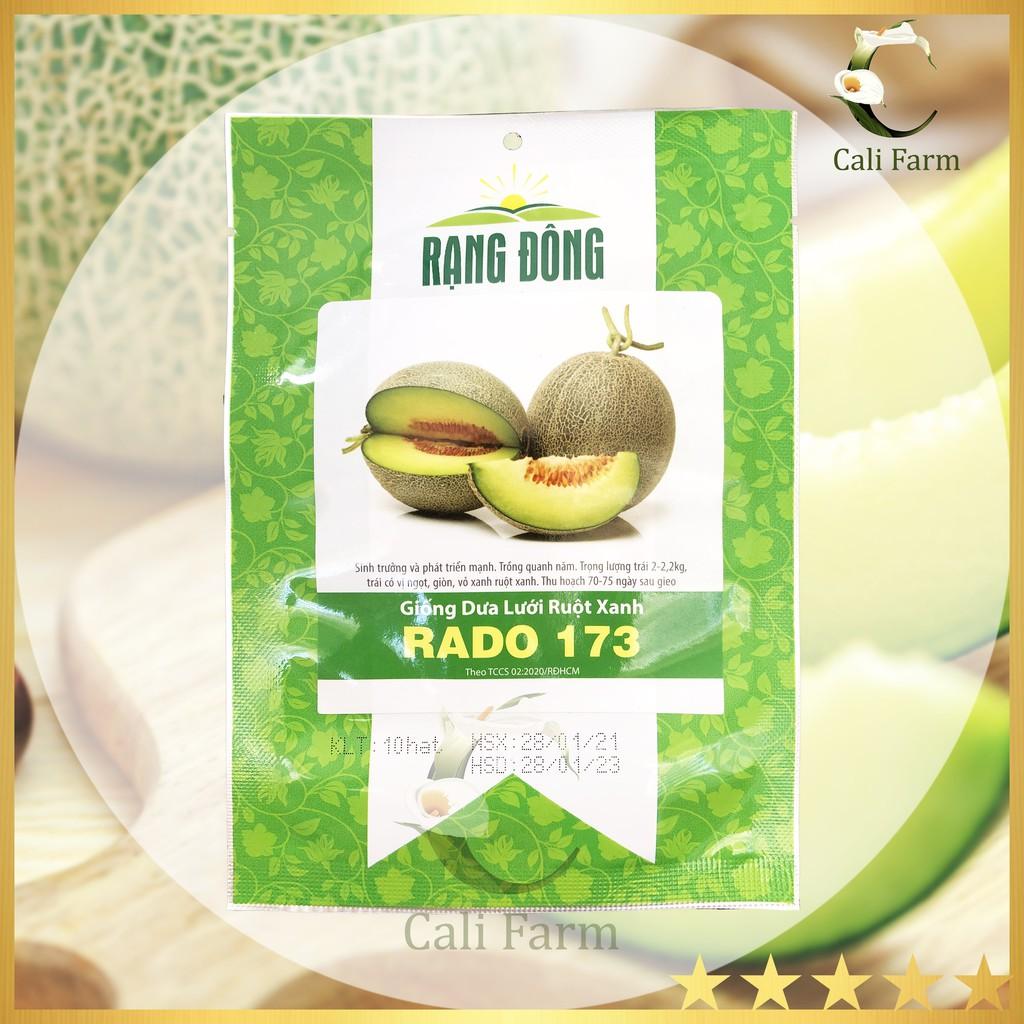 Cali Farm
RẠNG ĐÔNG
Sinh trưởng và phát triển mạnh. Trồng quanh năm. Trọng lượng trái 2-2,2kg,
trái có vị ngọt, giòn, vỏ xanh ruột xanh. Thu hoạch 70-75 ngày sau gieo
Giống Dưa Lưới Ruột Xanh
RADO 173
Theo TCCS 02:2020/RĐHCM
KLT:10hat HSX:28/01/21
HSD:28/01/23
Cali Farm